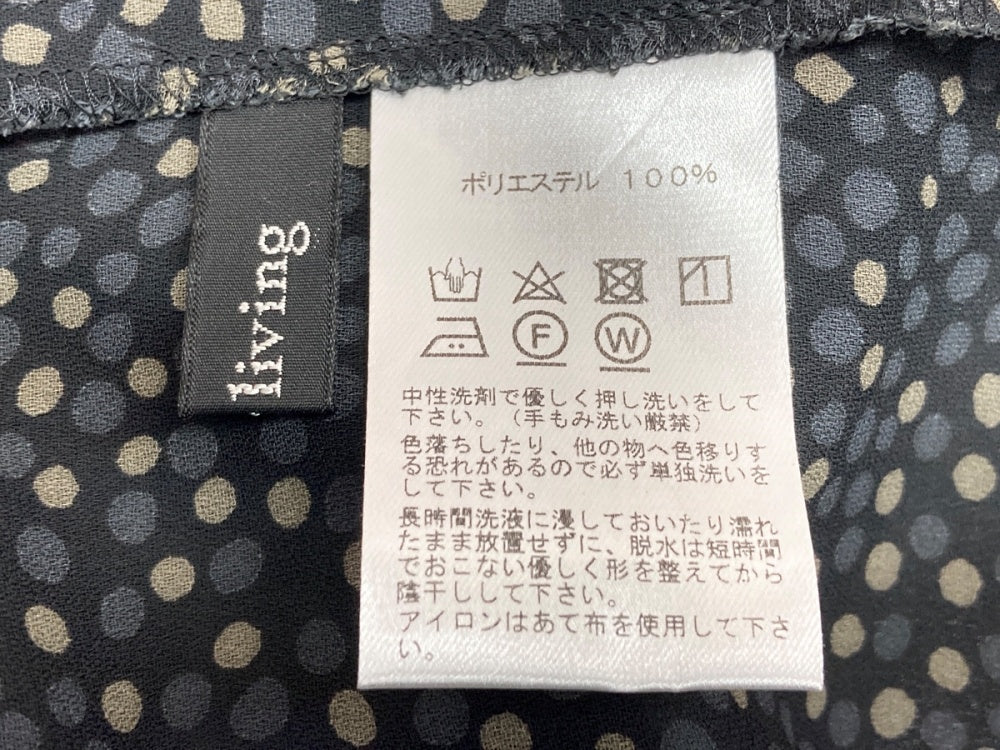 living
ポリエステル 100%
F
W
中性洗剤で優しく押し洗いをして
下さい。(手もみ洗い厳禁)
色落ちしたり、他の物へ色移りす
る恐れがあるので必ず単独洗いを
して下さい。
長時間洗液に浸しておいたり濡れ
たまま放置せずに、脱水は短時間
でおこない優しく形を整えてから
陰干しして下さい。
アイロンはあて布を使用して下さ
い。